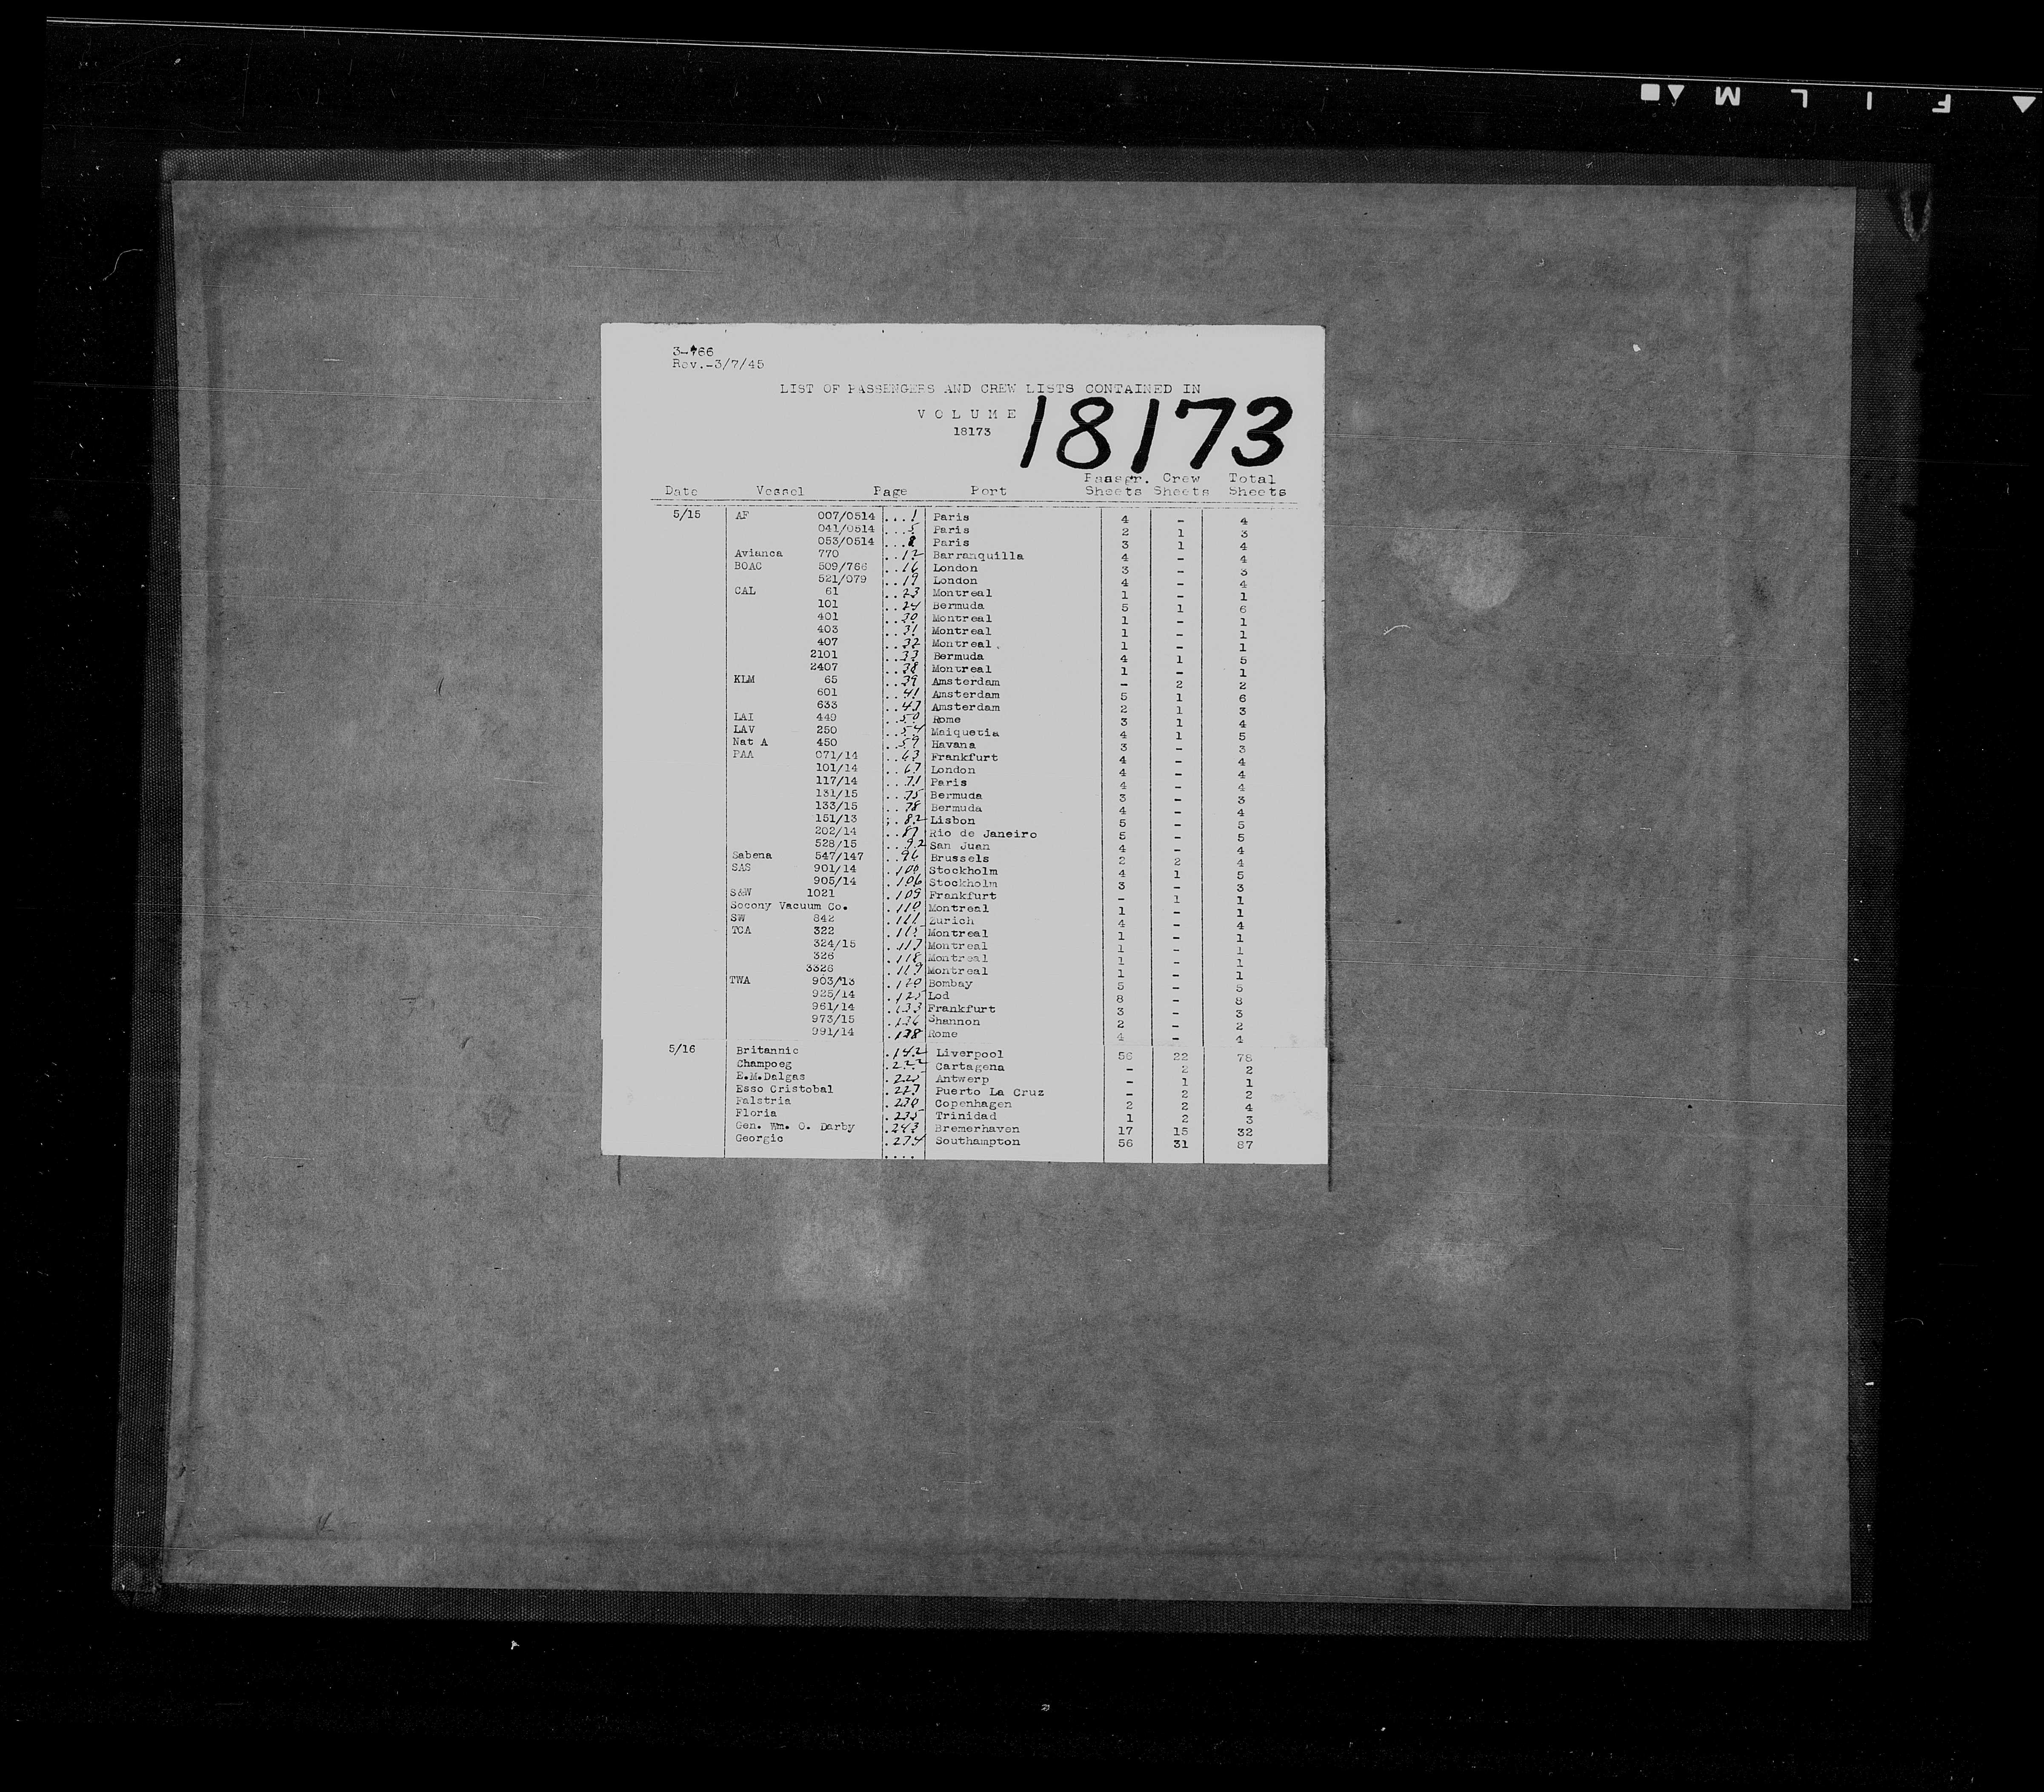 FILM
3-766
Rev.-3/7/45
LIST OF PASSENGERS AND CREW LISTS CONTAINED IN
VOLUME 18173
18173
Date Vessel Page Port Passgr. Sheets Crew Sheets Total Sheets
5/15 AF 007/0514 ...1 Paris 4 - 4
041/0514 ...5 Paris 2 1 3
053/0514 ...8 Paris 3 1 4
Avianca 770 ..12 Barranquilla 4 - 4
BOAC 509/766 ..16 London 3 - 3
521/079 ..19 London 4 - 4
CAL 61 ..23 Montreal 1 - 1
101 ..24 Bermuda 5 1 6
401 ..30 Montreal 1 - 1
403 ..31 Montreal 1 - 1
407 ..32 Montreal. 1 - 1
2101 ..33 Bermuda 4 1 5
2407 ..38 Montreal 1 - 1
KLM 65 ..39 Amsterdam - 2 2
601 ..41 Amsterdam 5 1 6
633 ..47 Amsterdam 2 1 3
LAI 449 ..50 Rome 3 1 4
LAV 250 ..54 Maiquetia 4 1 5
Nat A 450 ..59 Havana 3 - 3
PAA 071/14 ..63 Frankfurt 4 - 4
101/14 ..67 London 4 - 4
117/14 ..71 Paris 4 - 4
131/15 ..75 Bermuda 3 - 3
133/15 ..78 Bermuda 4 - 4
151/13 ;.82 Lisbon 5 - 5
202/14 ..87 Rio de Janeiro 5 - 5
528/15 ..92 San Juan 4 - 4
Sabena 547/147 ..96 Brussels 2 2 4
SAS 901/14 .100 Stockholm 4 1 5
905/14 .106 Stockholm 3 - 3
S&W 1021 .109 Frankfurt - 1 1
Socony Vacuum Co. .110 Montreal 1 - 1
SW 842 .111 Zurich 4 - 4
TCA 322 .115 Montreal 1 - 1
324/15 .117 Montreal 1 - 1
326 .118 Montreal 1 - 1
3326 .119 Montreal 1 - 1
TWA 903/13 .120 Bombay 5 - 5
925/14 .125 Lod 8 - 8
961/14 .133 Frankfurt 3 - 3
973/15 .136 Shannon 2 - 2
991/14 .138 Rome 4 - 4
5/16 Britannic .142 Liverpool 56 22 78
Champoeg .222 Cartagena - 2 2
E.M.Dalgas .225 Antwerp - 1 1
Esso Cristobal .227 Puerto La Cruz - 2 2
Falstria .230 Copenhagen 2 2 4
Floria .235 Trinidad 1 2 3
Gen. Wm. O. Darby .243 Bremerhaven 17 15 32
Georgic .274 Southampton 56 31 87
....